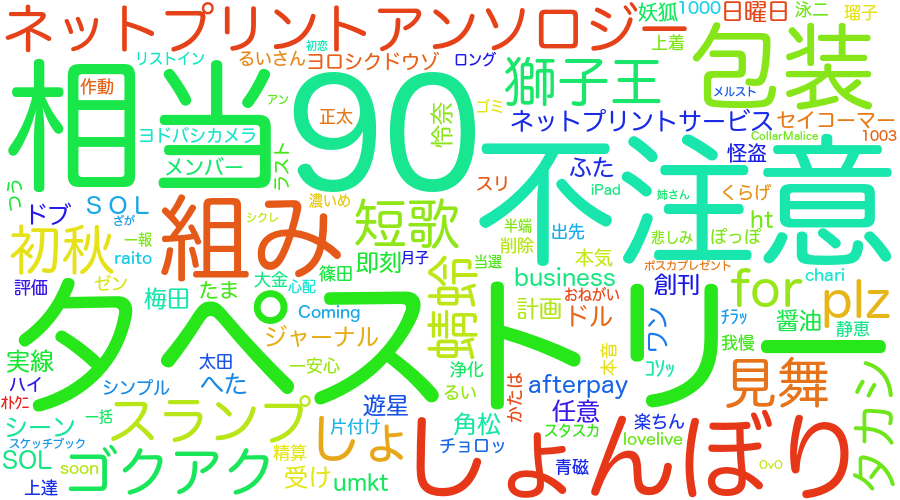 ネットプリントアンソロジー
初恋
妖狐
1000
日曜日
泳二
瑠子
リストイン
るいさん
ヨロシクドウゾ
ロング
上着
包装
相当
作動
90
獅子王
アン
正太
怜奈
ゴミ
メルスト
ネットプリントサービス
セイコーマー
ヨドバシカメラ
CollarMalice
1003
不注意
メンバー
ラスト
ふた
怪盗
スリ
iPad
姉さん
くらげ
つう
ドブ
SOL
ざが
組み
シクレ
濃いめ
短歌
半端
出先
ht
初秋
一報
raito
即刻
月子
削除
本気
悲しみ
ぽっぽ
評価
ゼン
大金
心配
篠田
蜻蛉
当選
business
ボスカプレゼント
chari
梅田
たま
Coming
計画
おねがい
創刊
for
plz
タペストリー
ジャーナル
ドル
ワン
ﾁﾗｯ
醤油
静恵
実線
太田
一安心
浄化
本音
ｺｿｯ
我慢
見舞
タカシ
ハイ
シンプル
へた
るい
afterpay
ｵﾄｸﾆ
一括
スランプ
遊星
かたは
任意
楽ちん
シーン
スケッチブック
片付け
しょ
角松
チョロッ
スタスカ
lovelive
しょんぼり
SOL
soon
ゴクアク
精算
受け
umkt
青磁
OvO
上達